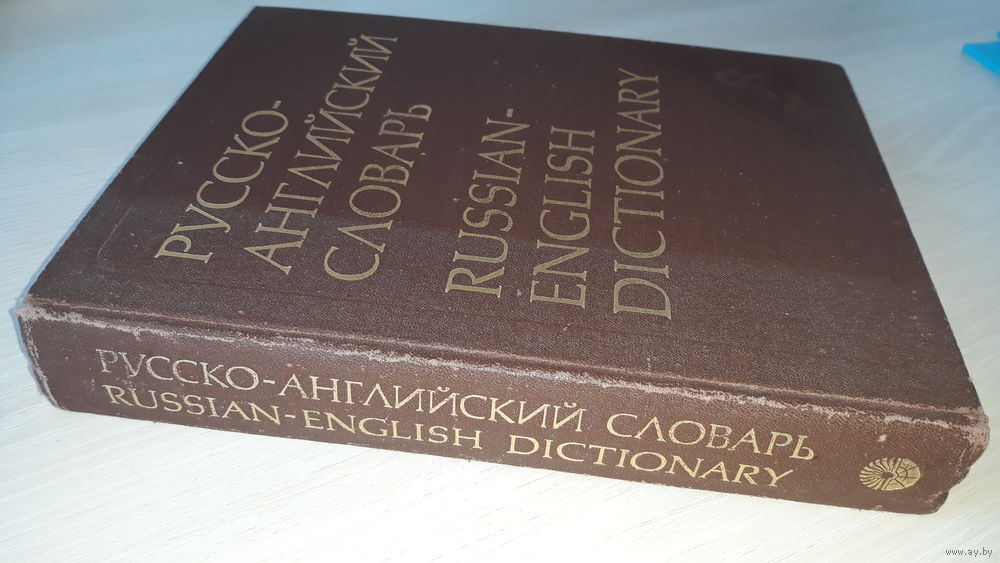 РУССКО-
АНГЛИЙСКИЙ
СЛОВАРЬ
RUSSIAN-
ENGLISH
DICTIONARY
РУССКО-АНГЛИЙСКИЙ СЛОВАРЬ
RUSSIAN-ENGLISH DICTIONARY
www.ay.by